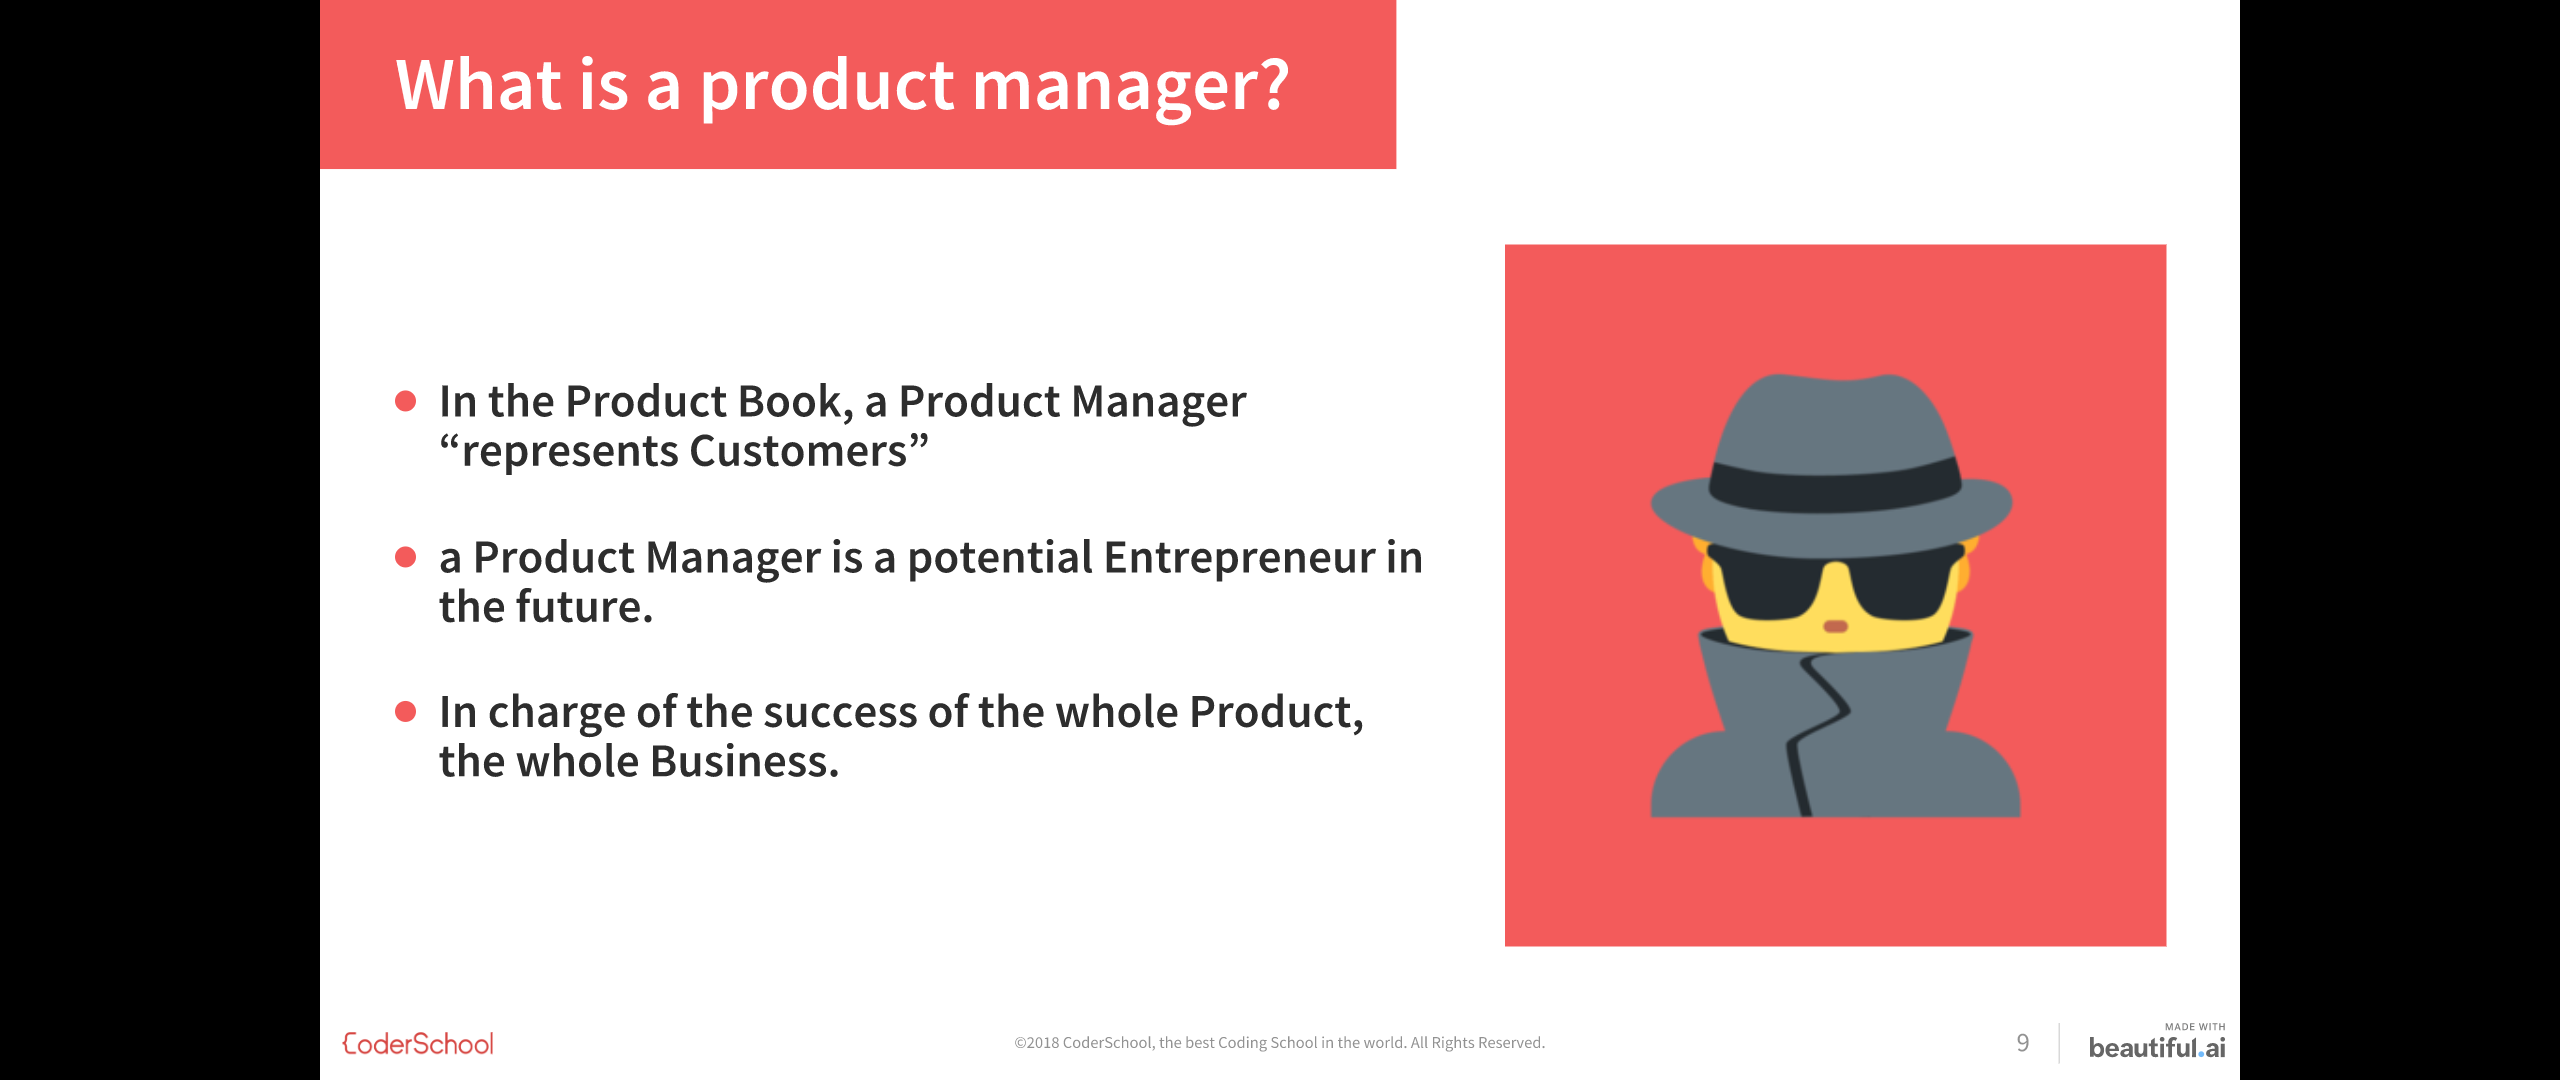 What is a product manager?
In the Product Book, a Product Manager
“represents Customers”
a Product Manager is a potential Entrepreneur in
the future.
In charge of the success of the whole Product,
the whole Business.
CoderSchool
©2018 CoderSchool, the best Coding School in the world. All Rights Reserved.
9
MADE WITH
beautiful.ai